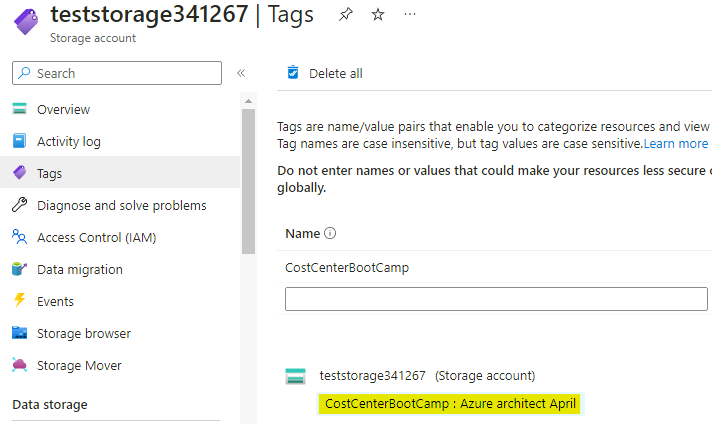 teststorage341267 | Tags
Storage account
Search
Overview
Activity log
Tags
Diagnose and solve problems
Access Control (IAM)
Data migration
Events
Storage browser
Storage Mover
Data storage
Delete all
Tags are name/value pairs that enable you to categorize resources and view
Tag names are case insensitive, but tag values are case sensitive.Learn more
Do not enter names or values that could make your resources less secure
globally.
Name
CostCenterBootCamp
teststorage341267 (Storage account)
CostCenterBootCamp : Azure architect April